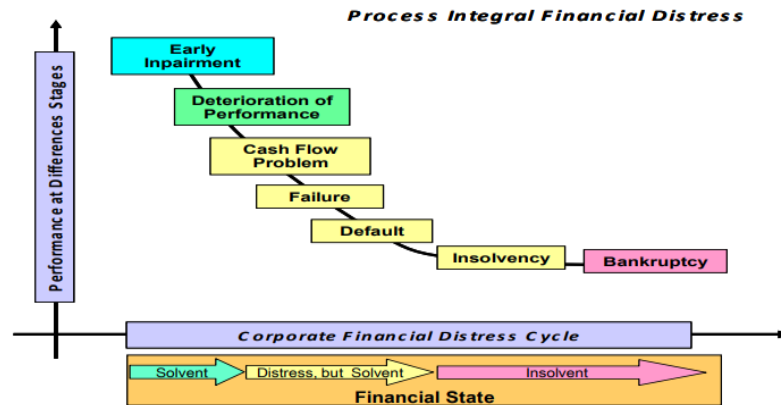 Process Integral Financial Distress
Early
Inpairment
Deterioration of
Performance
Cash Flow
Problem
Failure
Default
Insolvency
Bankruptcy
Performance at Differences Stages
Corporate Financial Distress Cycle
Solvent
Distress, but Solvent
Insolvent
Financial State